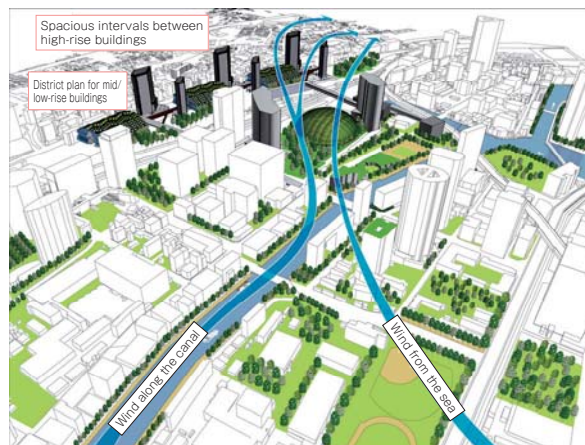 Spacious intervals between
high-rise buildings
District plan for mid/
low-rise buildings
Wind along the canal
Wind from the sea